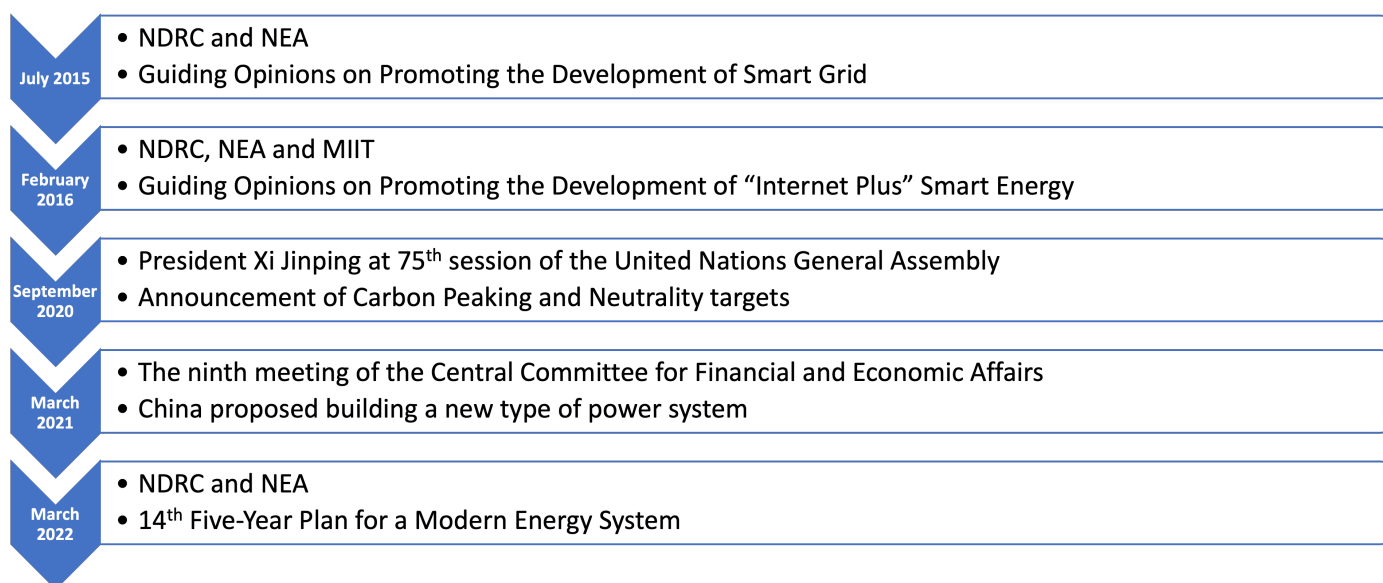 July 2015
• NDRC and NEA
• Guiding Opinions on Promoting the Development of Smart Grid
February
2016
• NDRC, NEA and MIIT
• Guiding Opinions on Promoting the Development of “Internet Plus” Smart Energy
September
2020
• President Xi Jinping at 75th session of the United Nations General Assembly
• Announcement of Carbon Peaking and Neutrality targets
March
2021
• The ninth meeting of the Central Committee for Financial and Economic Affairs
• China proposed building a new type of power system
March
2022
• NDRC and NEA
• 14th Five-Year Plan for a Modern Energy System